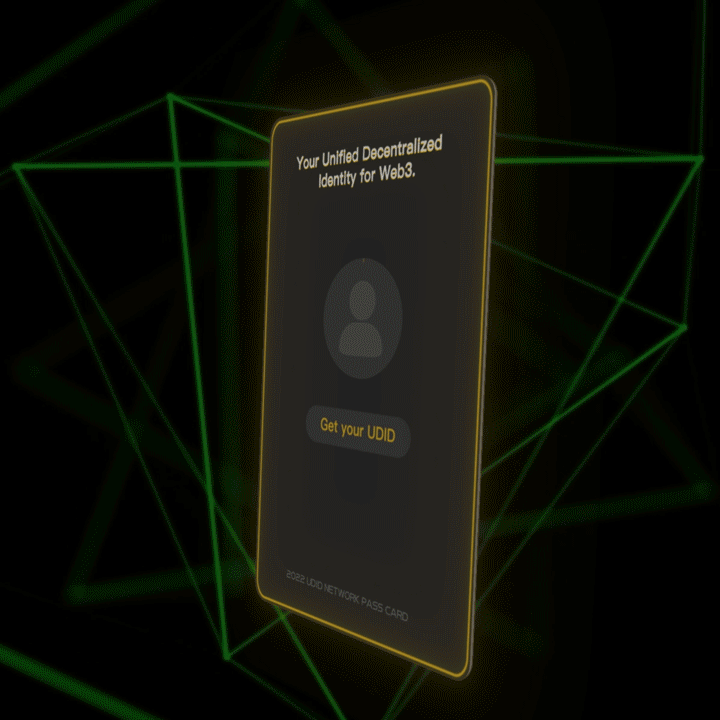 Your Unified Decentralized
Identity for Web3.
Get your UDID
2022 UDID NETWORK PASS CARD